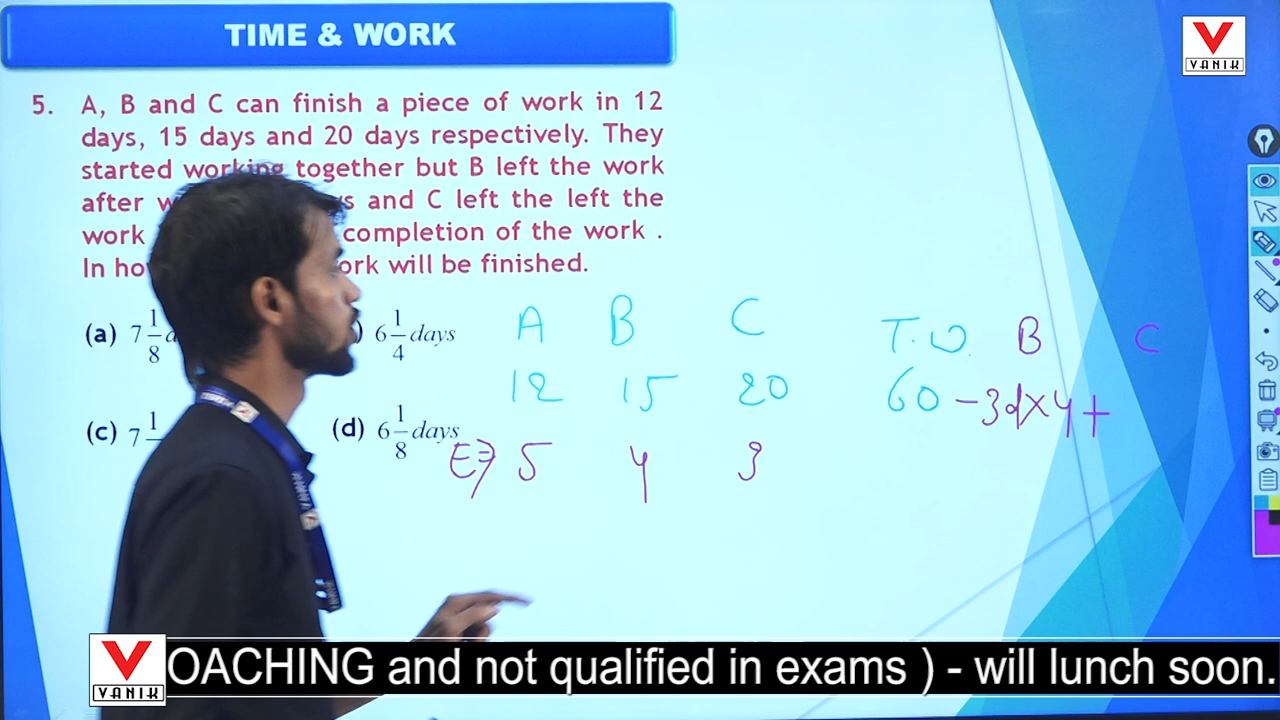 TIME & WORK
VANIK
5. A, B and C can finish a piece of work in 12
days, 15 days and 20 days respectively. They
started working together but B left the work
after and C left the left the
work completion of the work .
In work will be finished.
(a) 7 1/8
6 1/4 days
(c) 7 1
(d) 6 1/8 days
A B C T.W. B C
12 15 20 60 -3d×4+
E⇒ 5 4 3
OACHING and not qualified in exams ) - will lunch soon.
VANIK